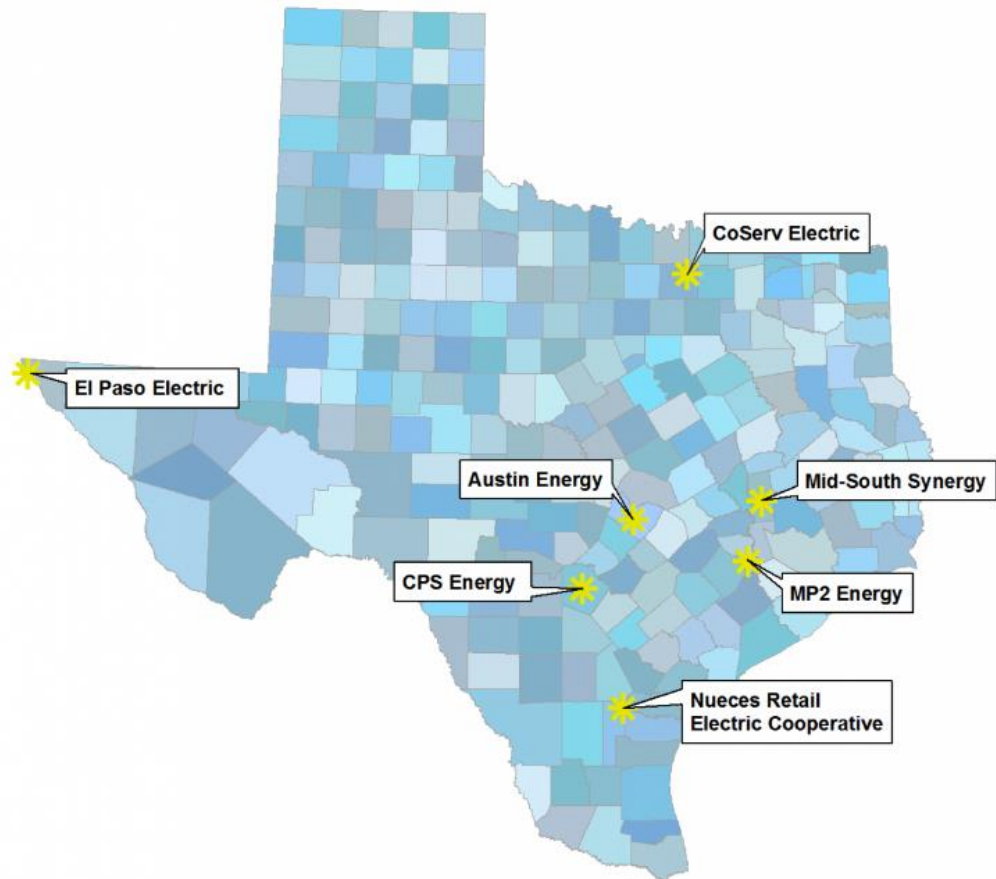 CoServ Electric
El Paso Electric
Austin Energy
Mid-South Synergy
CPS Energy
MP2 Energy
Nueces Retail
Electric Cooperative